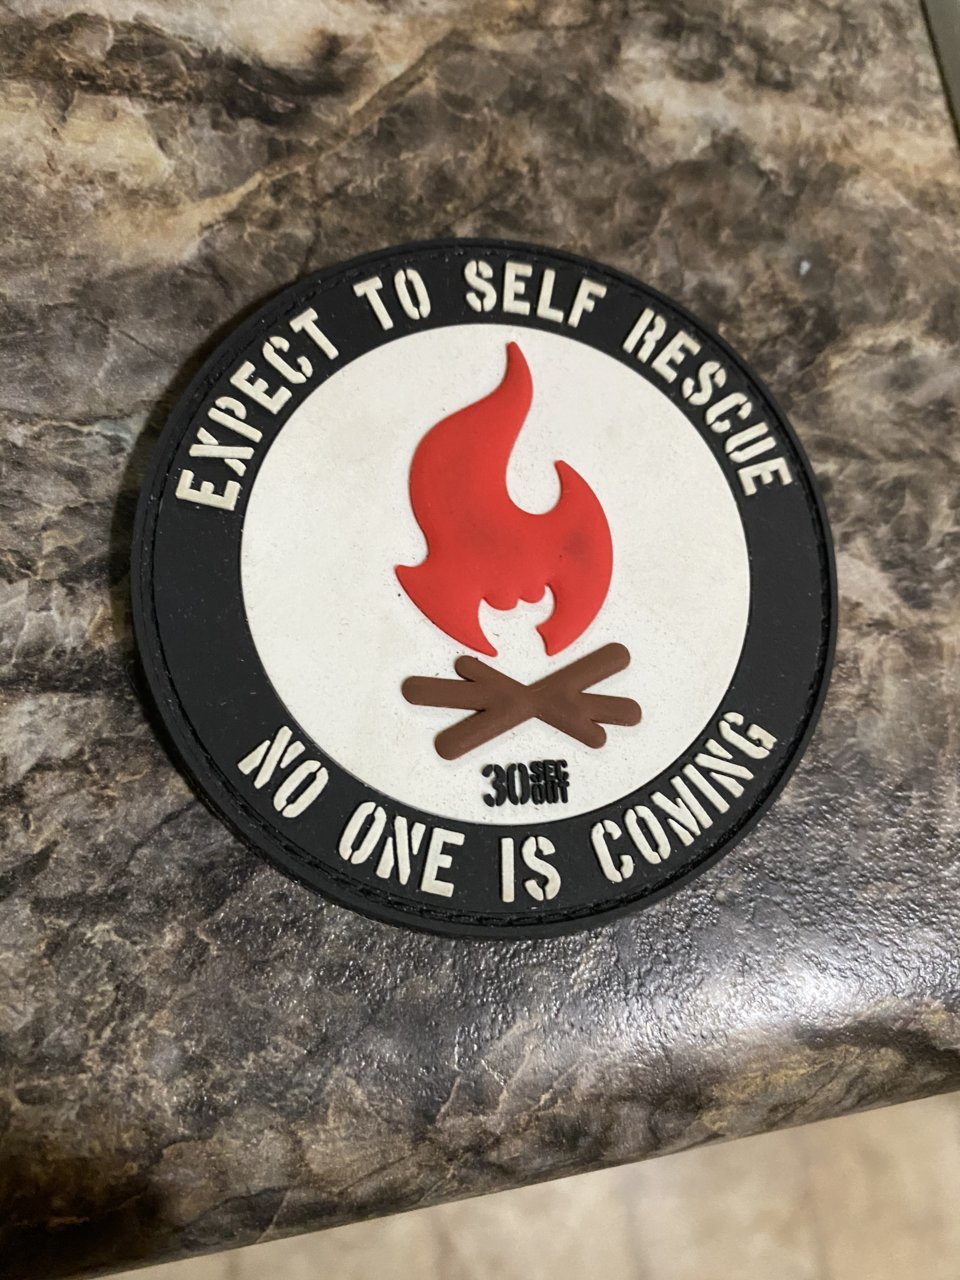 EXPECT TO SELF RESCUE
30 SEC OUT
NO ONE IS COMING